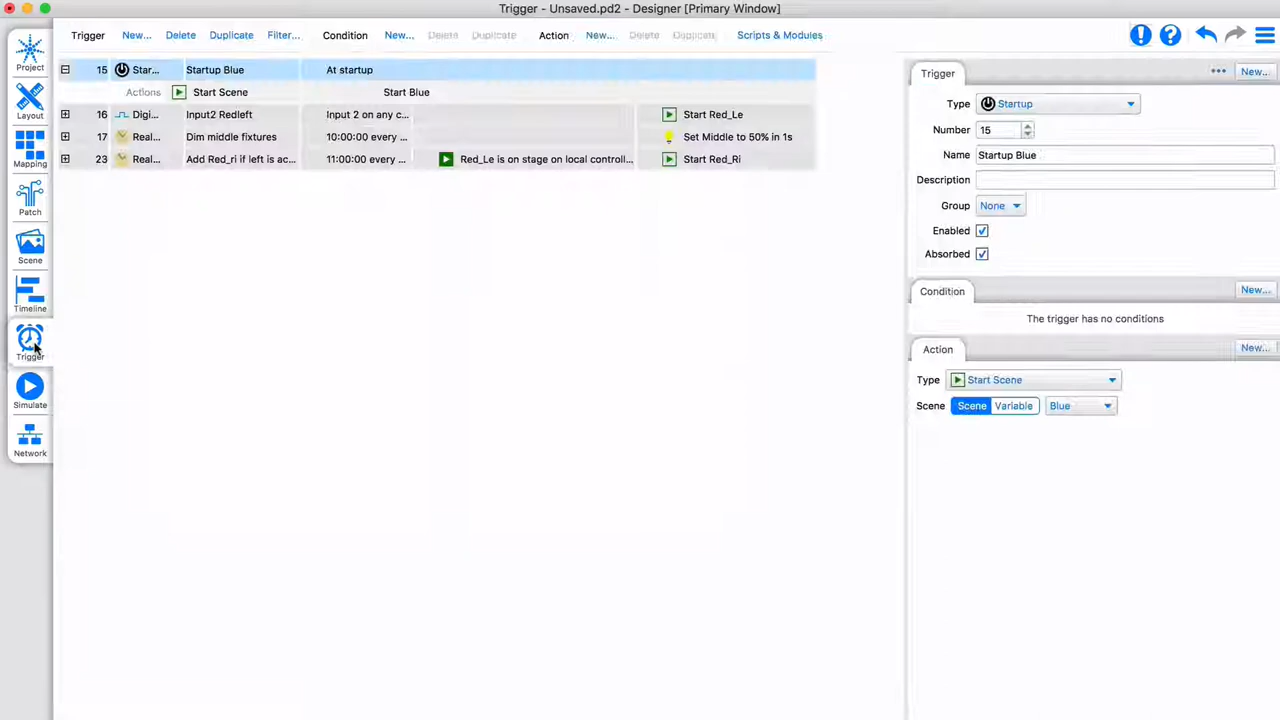 Trigger - Unsaved.pd2 - Designer [Primary Window]
Trigger New... Delete Duplicate Filter... Condition New... Delete Duplicate Action New... Delete Duplicate Scripts & Modules
15 Star... Startup Blue At startup
Actions Start Scene Start Blue
16 Digi... Input2 Redleft Input 2 on any c... Start Red_Le
17 Real... Dim middle fixtures 10:00:00 every ... Set Middle to 50% in 1s
23 Real... Add Red_ri if left is ac... 11:00:00 every ... Red_Le is on stage on local controll... Start Red_Ri
Project
Layout
Mapping
Patch
Scene
Timeline
Trigger
Simulate
Network
Trigger ••• New...
Type Startup
Number 15
Name Startup Blue
Description
Group None
Enabled
Absorbed
Condition New...
The trigger has no conditions
Action New...
Type Start Scene
Scene Scene Variable Blue